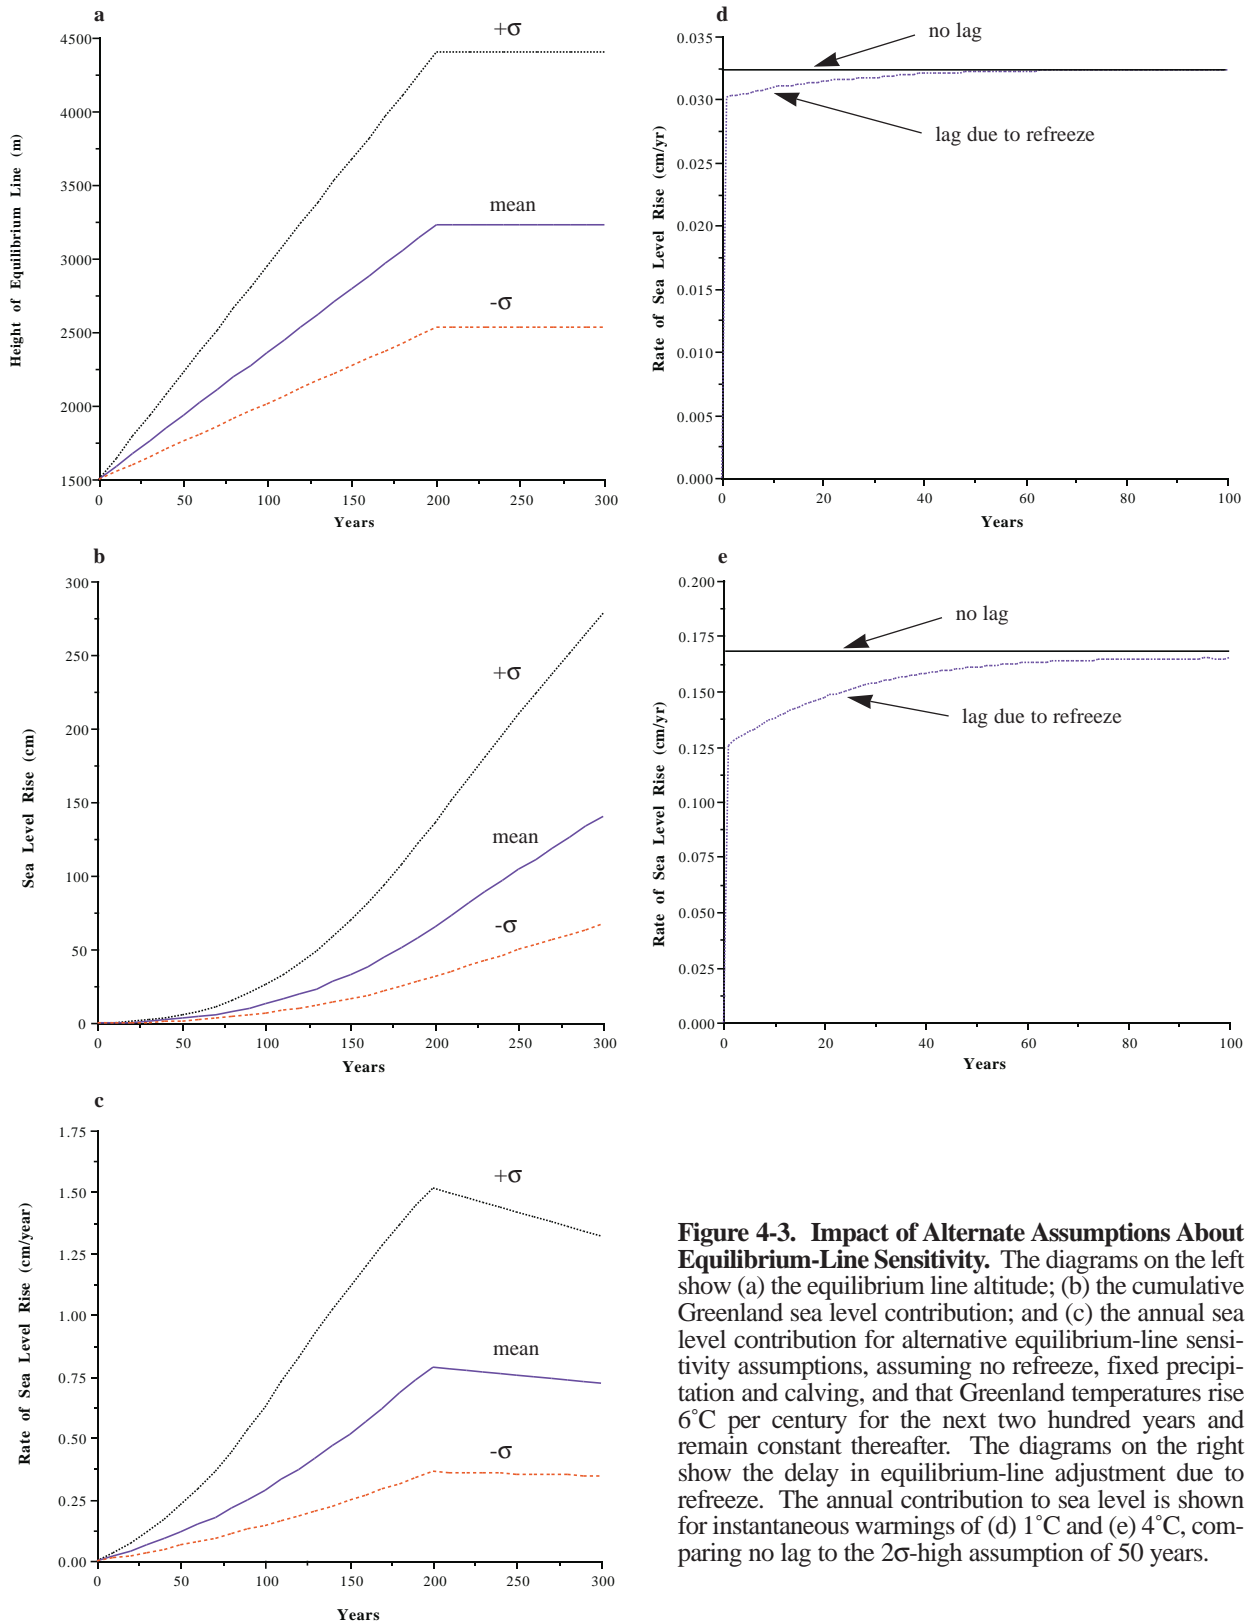 a
+σ
mean
-σ
4500
4000
3500
3000
2500
2000
1500
0
50
100
150
200
250
300
Height of Equilibrium Line (m)
Years
b
+σ
mean
-σ
300
250
200
150
100
50
0
0
50
100
150
200
250
300
Sea Level Rise (cm)
Years
c
+σ
mean
-σ
1.75
1.50
1.25
1.00
0.75
0.50
0.25
0.00
0
50
100
150
200
250
300
Rate of Sea Level Rise (cm/year)
Years
d
no lag
lag due to refreeze
0.035
0.030
0.025
0.020
0.015
0.010
0.005
0.000
0
20
40
60
80
100
Rate of Sea Level Rise (cm/yr)
Years
e
no lag
lag due to refreeze
0.200
0.175
0.150
0.125
0.100
0.075
0.050
0.025
0.000
0
20
40
60
80
100
Rate of Sea Level Rise (cm/yr)
Years
Figure 4-3. Impact of Alternate Assumptions About
Equilibrium-Line Sensitivity. The diagrams on the left
show (a) the equilibrium line altitude; (b) the cumulative
Greenland sea level contribution; and (c) the annual sea
level contribution for alternative equilibrium-line sensi-
tivity assumptions, assuming no refreeze, fixed precipi-
tation and calving, and that Greenland temperatures rise
6˚C per century for the next two hundred years and
remain constant thereafter. The diagrams on the right
show the delay in equilibrium-line adjustment due to
refreeze. The annual contribution to sea level is shown
for instantaneous warmings of (d) 1˚C and (e) 4˚C, com-
paring no lag to the 2σ-high assumption of 50 years.